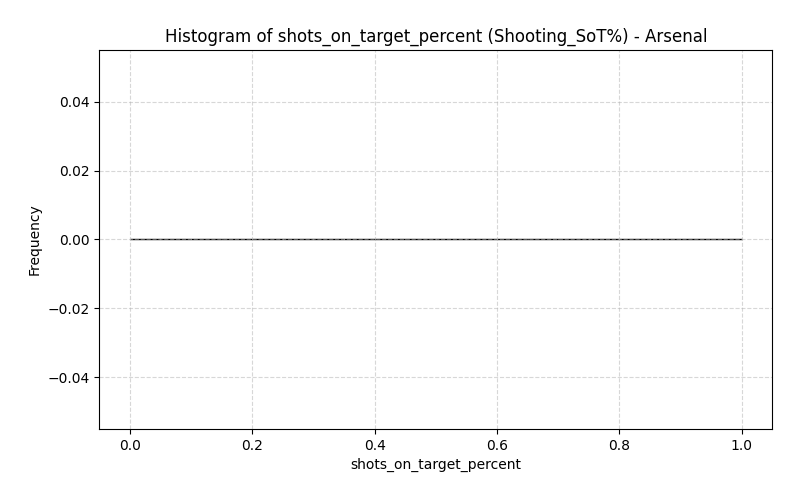 Histogram of shots_on_target_percent (Shooting_SoT%) - Arsenal
Frequency
0.04
0.02
0.00
−0.02
−0.04
0.0 0.2 0.4 0.6 0.8 1.0
shots_on_target_percent